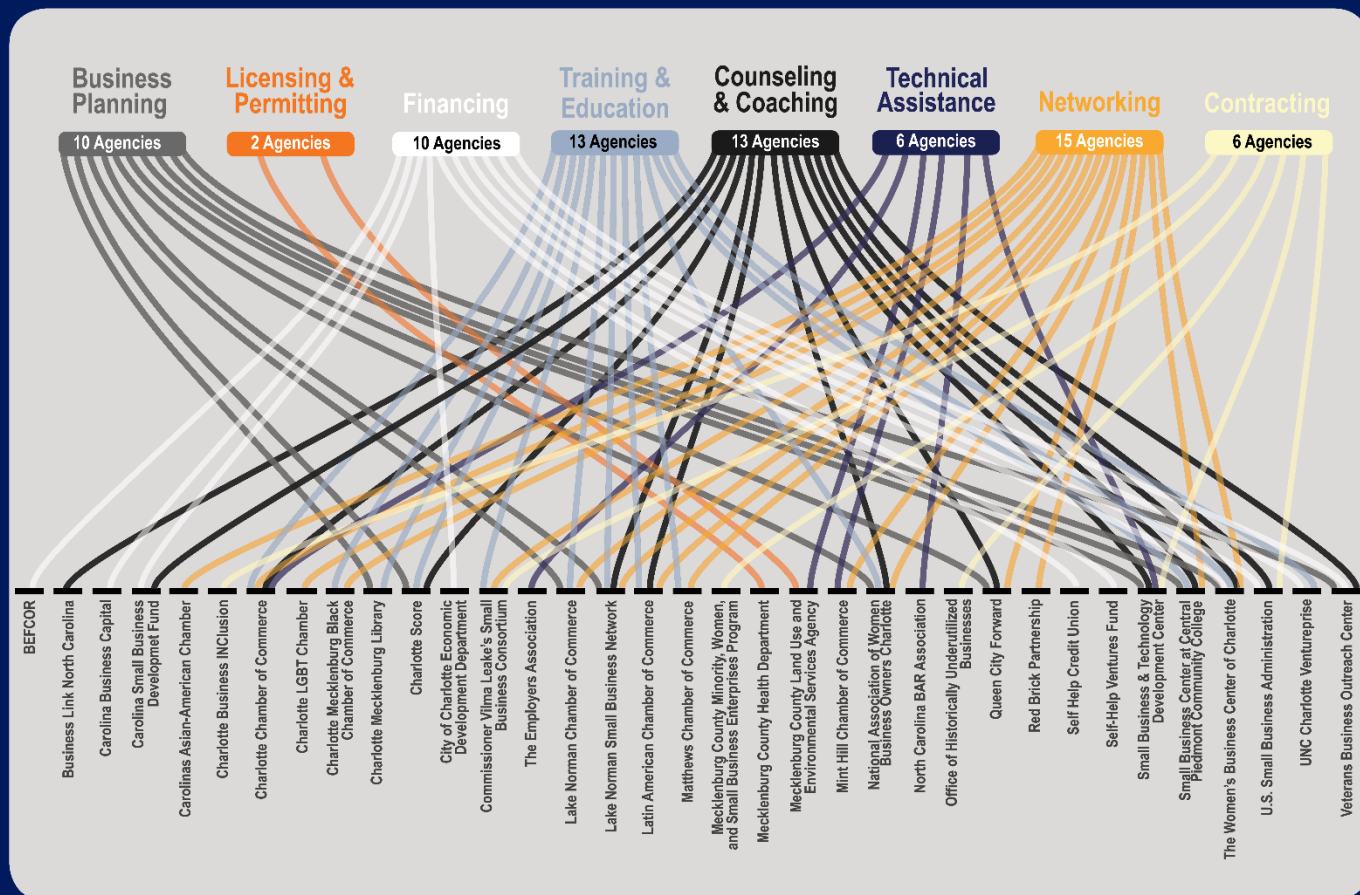 Business
Planning
10 Agencies
Licensing &
Permitting
2 Agencies
Financing
10 Agencies
Training &
Education
13 Agencies
Counseling
& Coaching
13 Agencies
Technical
Assistance
6 Agencies
Networking
15 Agencies
Contracting
6 Agencies
BEFCOR
Business Link North Carolina
Carolina Business Capital
Carolina Small Business
Developmet Fund
Carolinas Asian-American Chamber
Charlotte Business INClusion
Charlotte Chamber of Commerce
Charlotte LGBT Chamber
Charlotte Mecklenburg Black
Chamber of Commerce
Charlotte Mecklenburg Library
Charlotte Score
City of Charlotte Economic
Development Department
Commissioner Vilma Leake's Small
Business Consortium
The Employers Association
Lake Norman Chamber of Commerce
Lake Norman Small Business Network
Latin American Chamber of Commerce
Matthews Chamber of Commerce
Mecklenburg County Minority, Women,
and Small Business Enterprises Program
Mecklenburg County Health Department
Mecklenburg County Land Use and
Environmental Services Agency
Mint Hill Chamber of Commerce
National Association of Women
Business Owners Charlotte
North Carolina BAR Association
Office of Historically Underutilized
Businesses
Queen City Forward
Red Brick Partnership
Self Help Credit Union
Self-Help Ventures Fund
Small Business & Technology
Development Center
Small Business Center at Central
Piedmont Community College
The Women's Business Center of Charlotte
U.S. Small Business Administration
UNC Charlotte Ventureprise
Veterans Business Outreach Center